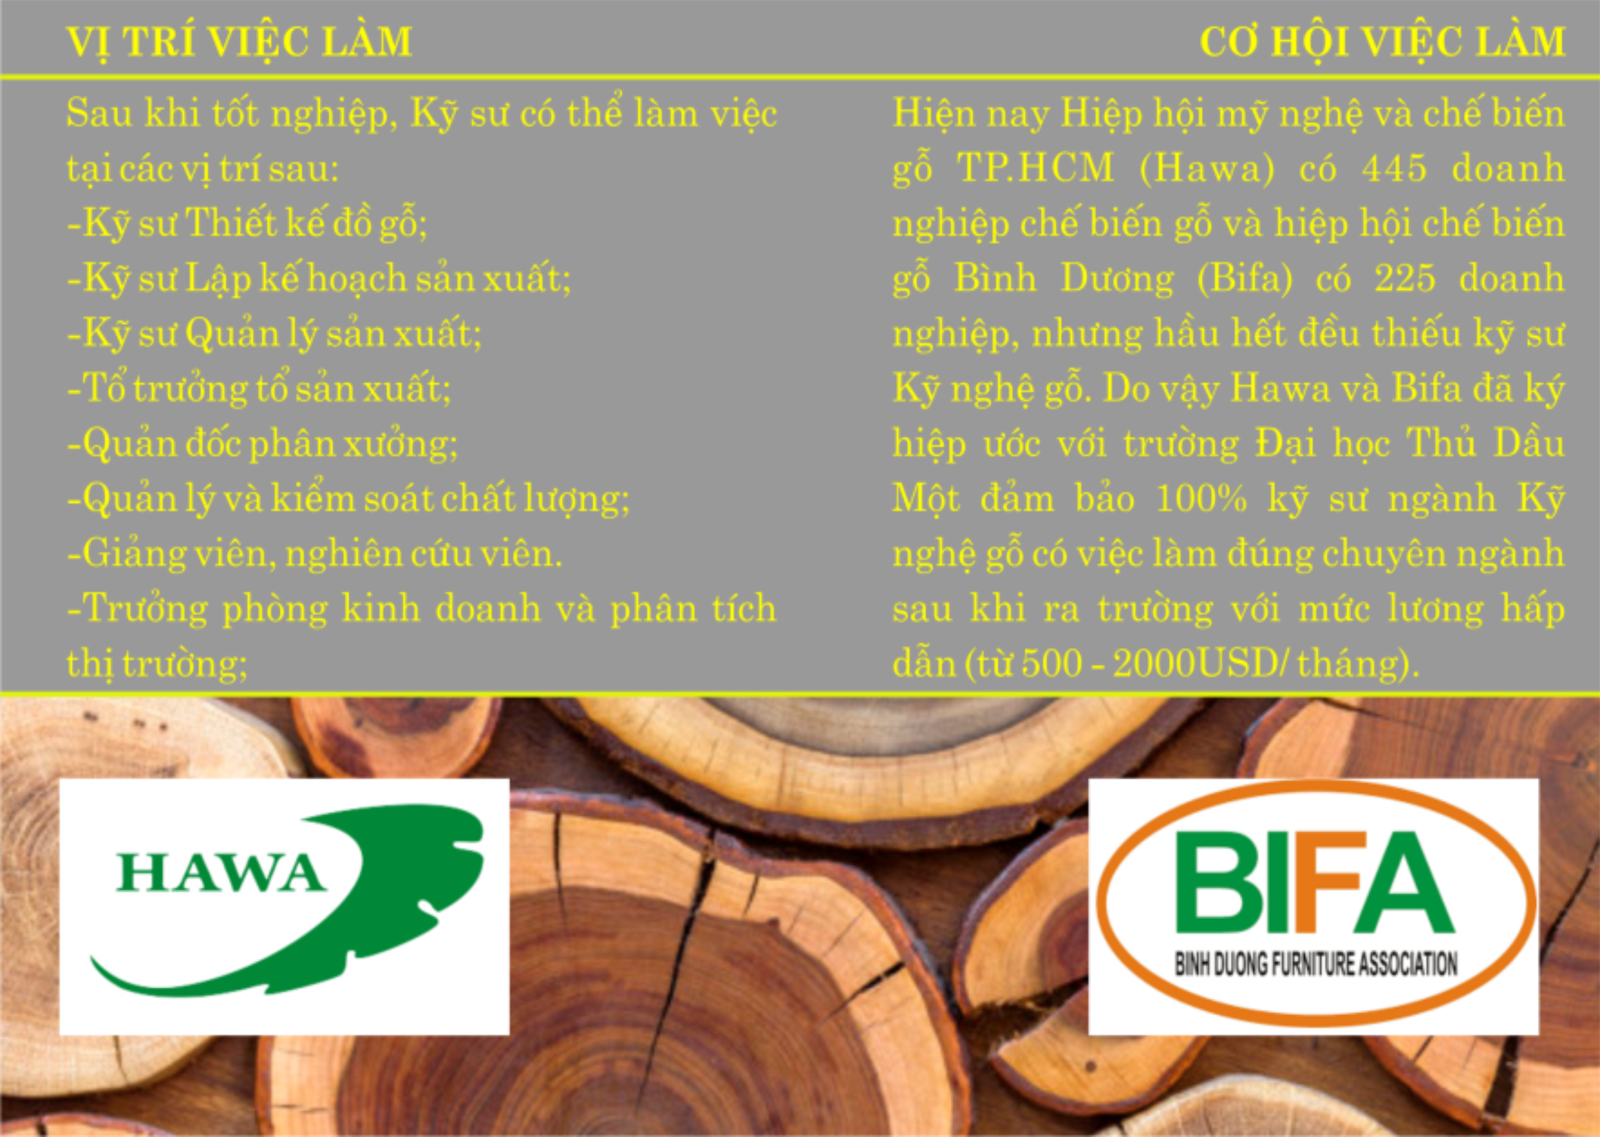 VỊ TRÍ VIỆC LÀM
Sau khi tốt nghiệp, Kỹ sư có thể làm việc
tại các vị trí sau:
-Kỹ sư Thiết kế đồ gỗ;
-Kỹ sư Lập kế hoạch sản xuất;
-Kỹ sư Quản lý sản xuất;
-Tổ trưởng tổ sản xuất;
-Quản đốc phân xưởng;
-Quản lý và kiểm soát chất lượng;
-Giảng viên, nghiên cứu viên.
-Trưởng phòng kinh doanh và phân tích
thị trường;
CƠ HỘI VIỆC LÀM
Hiện nay Hiệp hội mỹ nghệ và chế biến
gỗ TP.HCM (Hawa) có 445 doanh
nghiệp chế biến gỗ và hiệp hội chế biến
gỗ Bình Dương (Bifa) có 225 doanh
nghiệp, nhưng hầu hết đều thiếu kỹ sư
Kỹ nghệ gỗ. Do vậy Hawa và Bifa đã ký
hiệp ước với trường Đại học Thủ Dầu
Một đảm bảo 100% kỹ sư ngành Kỹ
nghệ gỗ có việc làm đúng chuyên ngành
sau khi ra trường với mức lương hấp
dẫn (từ 500 - 2000USD/ tháng).
HAWA
BIFA
BINH DUONG FURNITURE ASSOCIATION